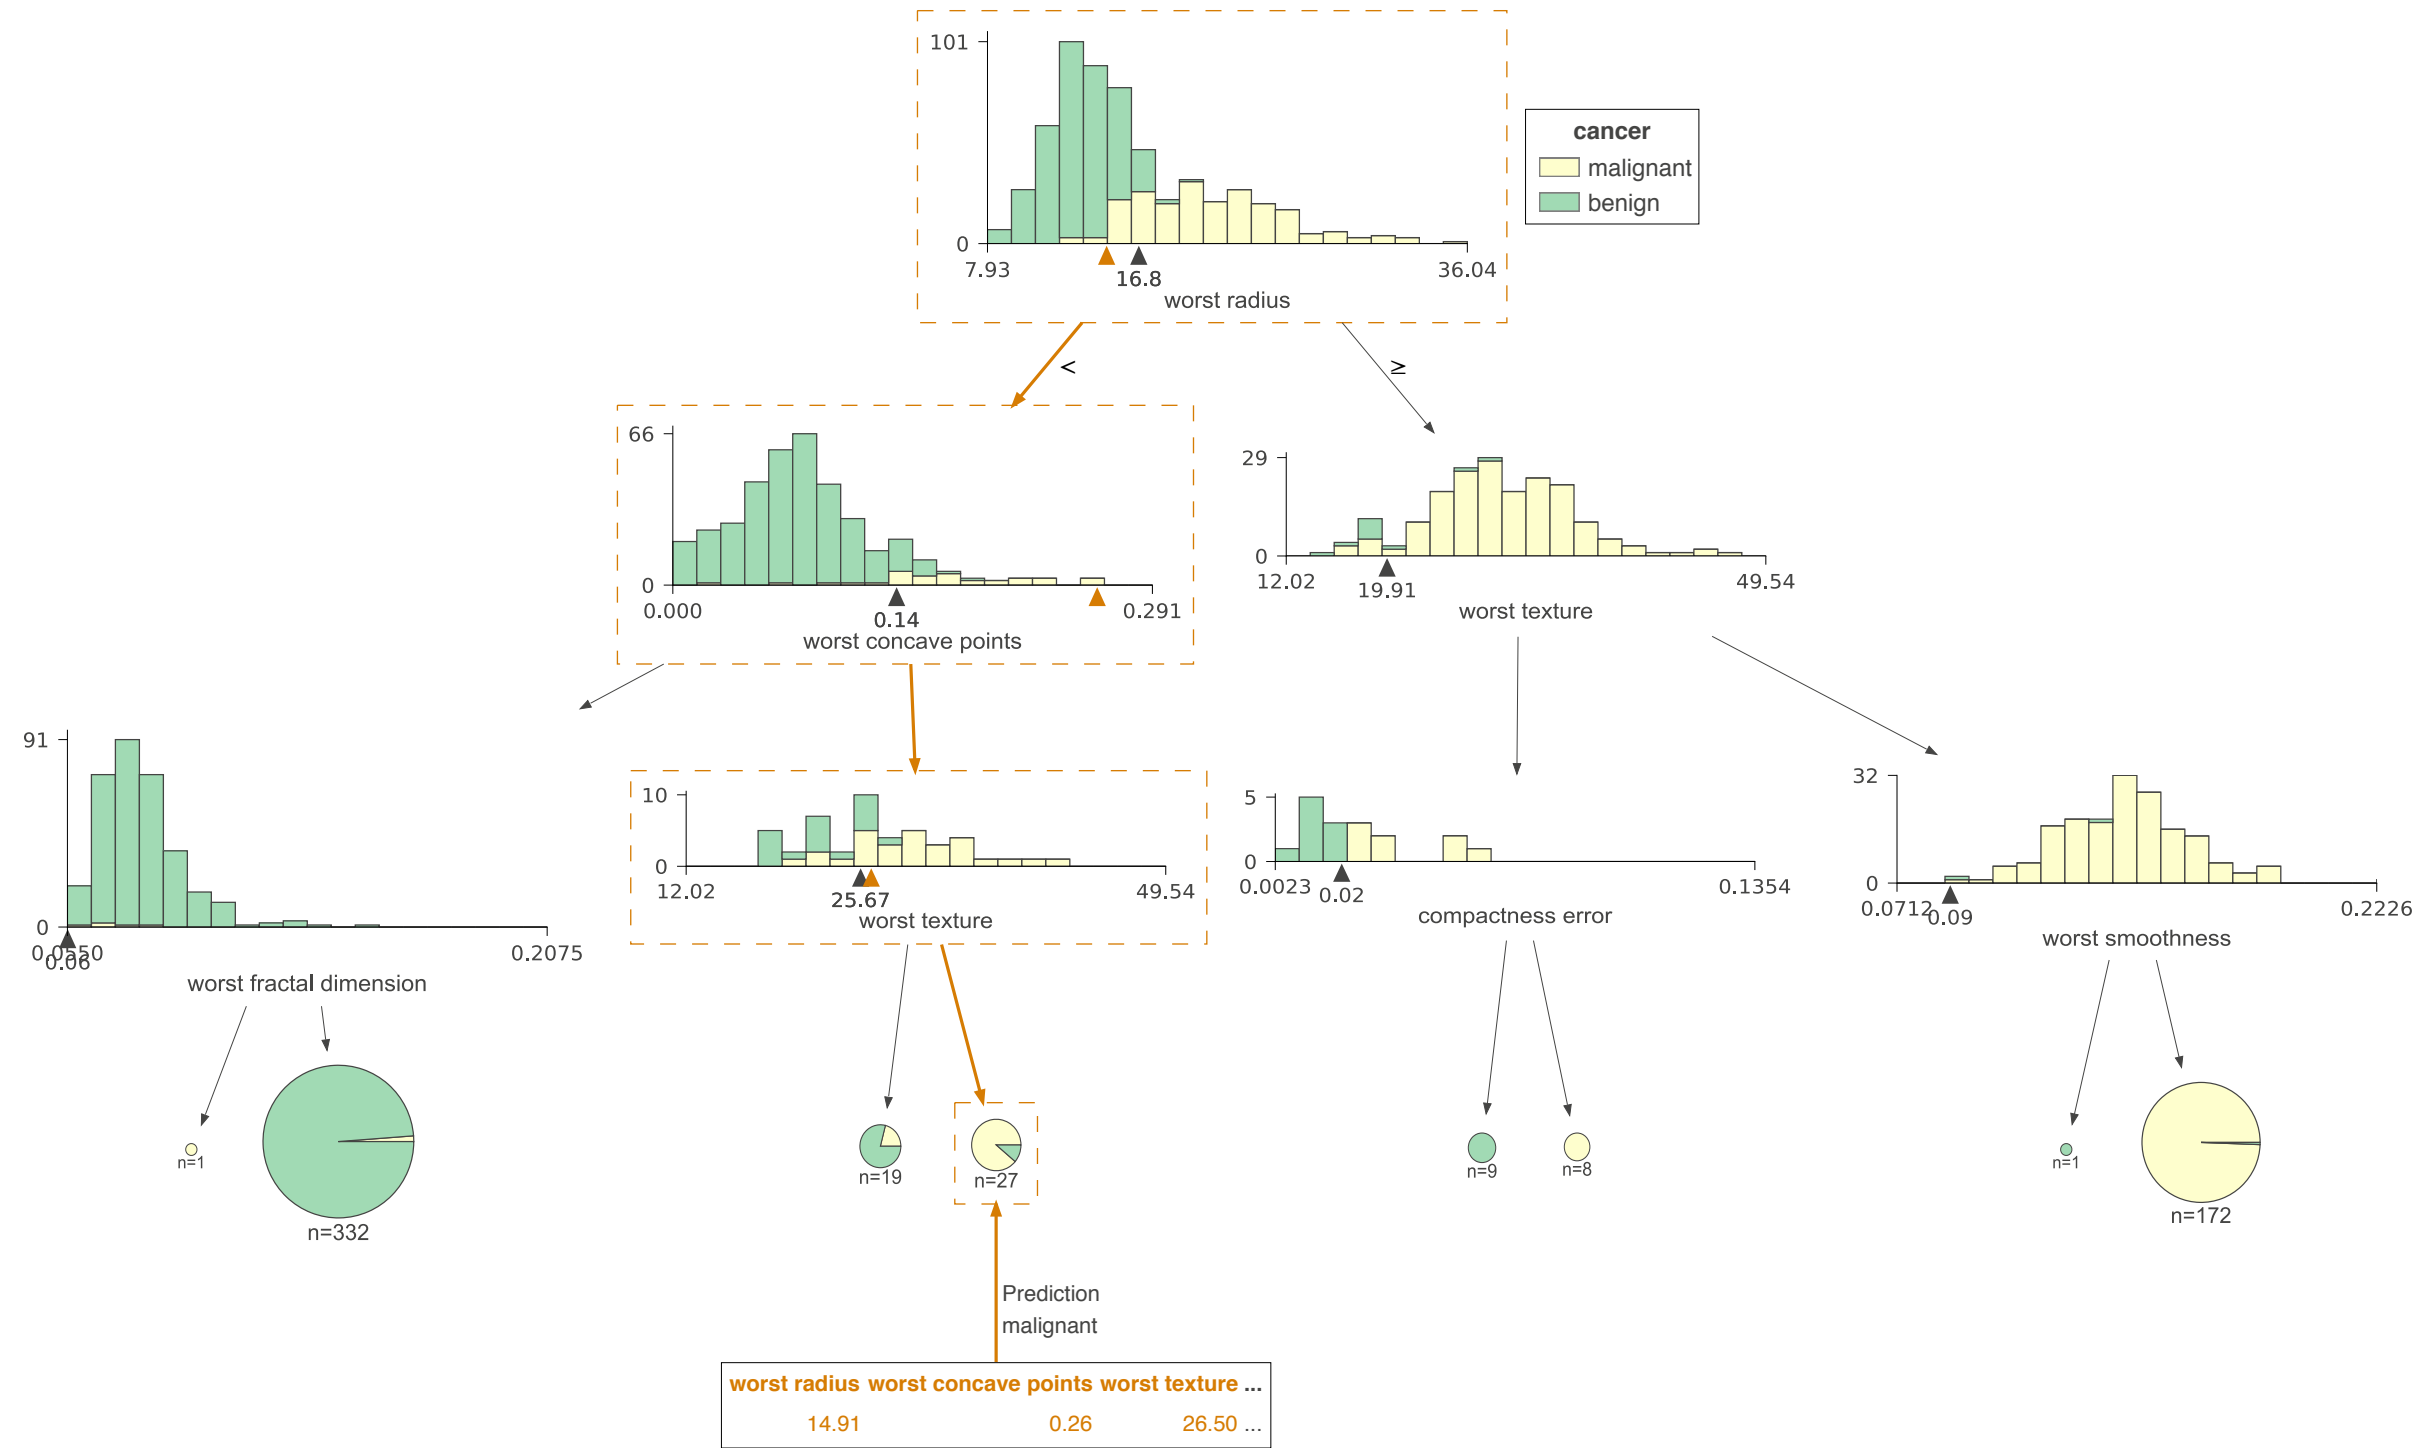 101
0
7.93
16.8
36.04
worst radius
cancer
malignant
benign
<
≥
66
0
0.000
0.14
0.291
worst concave points
29
0
12.02
19.91
49.54
worst texture
91
0
0.0550
0.06
0.2075
worst fractal dimension
10
0
12.02
25.67
49.54
worst texture
5
0
0.0023
0.02
0.1354
compactness error
32
0
0.0712
0.09
0.2226
worst smoothness
n=1
n=332
n=19
n=27
n=9
n=8
n=1
n=172
Prediction
malignant
worst radius worst concave points worst texture ...
14.91 0.26 26.50 ...